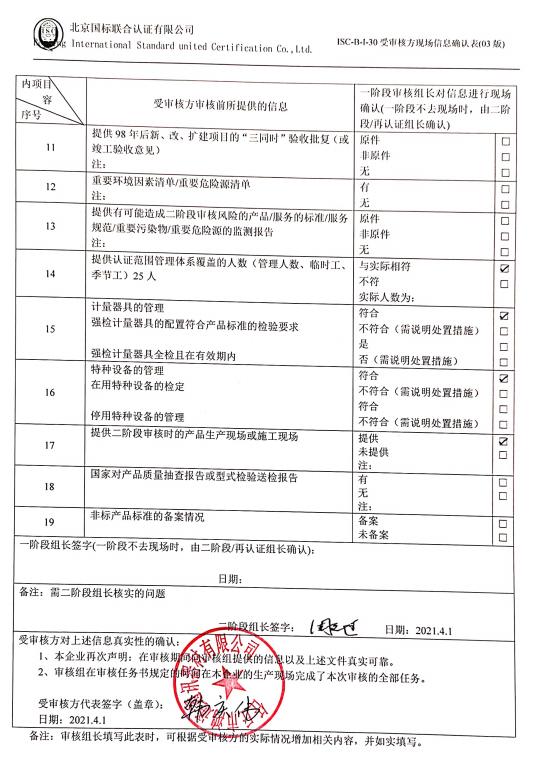 北京国标联合认证有限公司
International Standard united Certification Co.,Ltd.
ISC-B-I-30 受审核方现场信息确认表(03 版)
内项目
容
序号
受审核方审核前所提供的信息
一阶段审核组长对信息进行现场
确认(一阶段不去现场时，由二阶
段/再认证组长确认)
11
提供 98 年后新、改、扩建项目的“三同时”验收批复（或
竣工验收意见）
注：
原件 □
非原件 □
无 □
12
重要环境因素清单/重要危险源清单
注：
有 □
无 □
13
提供有可能造成二阶段审核风险的产品/服务的标准/服务
规范/重要污染物/重要危险源的监测报告
注：
原件 □
非原件 □
无 □
14
提供认证范围管理体系覆盖的人数（管理人数、临时工、
季节工）25 人
与实际相符 ☑
不符 □
实际人数为：
15
计量器具的管理
强检计量器具的配置符合产品标准的检验要求
强检计量器具全检且在有效期内
符合 ☑
不符合（需说明处置措施） □
是 □
否（需说明处置措施） □
16
特种设备的管理
在用特种设备的检定
停用特种设备的管理
符合 ☑
不符合（需说明处置措施） □
符合 □
不符合（需说明处置措施） □
17
提供二阶段审核时的产品生产现场或施工现场
提供 ☑
未提供 □
注：
18
国家对产品质量抽查报告或型式检验送检报告
有 □
无 □
注：
19
非标产品标准的备案情况
备案 □
未备案 □
一阶段组长签字(一阶段不去现场时，由二阶段/再认证组长确认)：
日期：
备注：需二阶段组长核实的问题
二阶段组长签字：
日期：2021.4.1
受审核方对上述信息真实性的确认：
1、本企业再次声明：在审核期间向审核组提供的信息以及上述文件真实可靠。
2、审核组在审核任务书规定的时间在本企业的生产现场完成了本次审核的全部任务。
受审核方代表签字（盖章）：
日期：2021.4.1
有限公司
备注：审核组长填写此表时，可根据受审核方的实际情况增加相关内容，并如实填写。